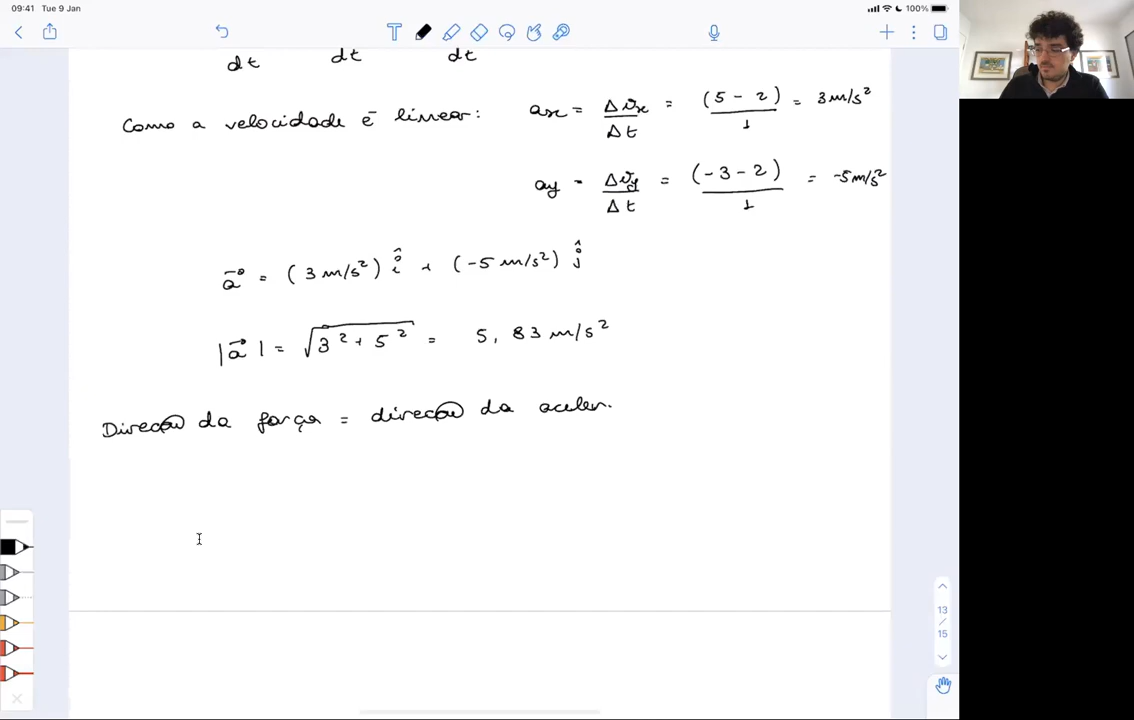 09:41 Tue 9 Jan
100%
dt dt dt
Como a velocidade é linear: ax = Δvx/Δt = (5 - 2)/1 = 3 m/s²
ay = Δvy/Δt = (-3 - 2)/1 = -5 m/s²
a⃗ = (3 m/s²) î + (-5 m/s²) ĵ
|a⃗| = √(3² + 5²) = 5,83 m/s²
Direcão da força = direcão da aceler.
13
/
15